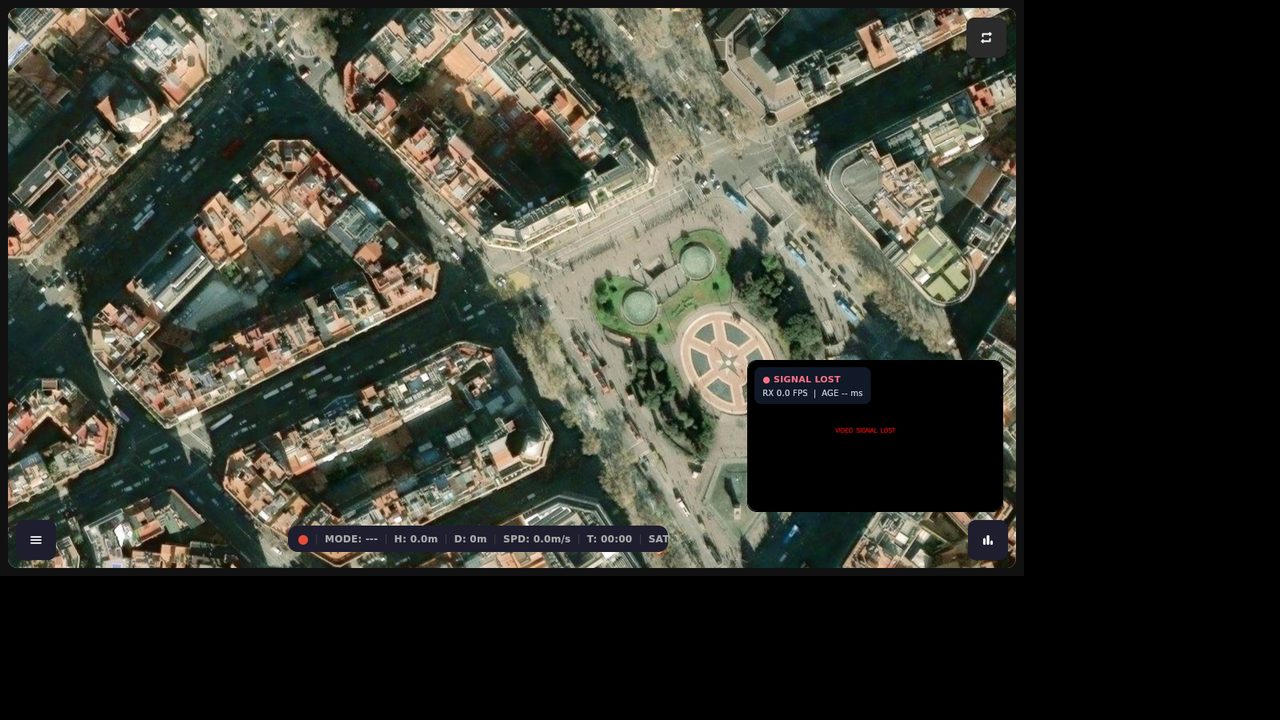 ● SIGNAL LOST
RX 0.0 FPS | AGE -- ms
VIDEO SIGNAL LOST
MODE: --- | H: 0.0m | D: 0m | SPD: 0.0m/s | T: 00:00 | SAT